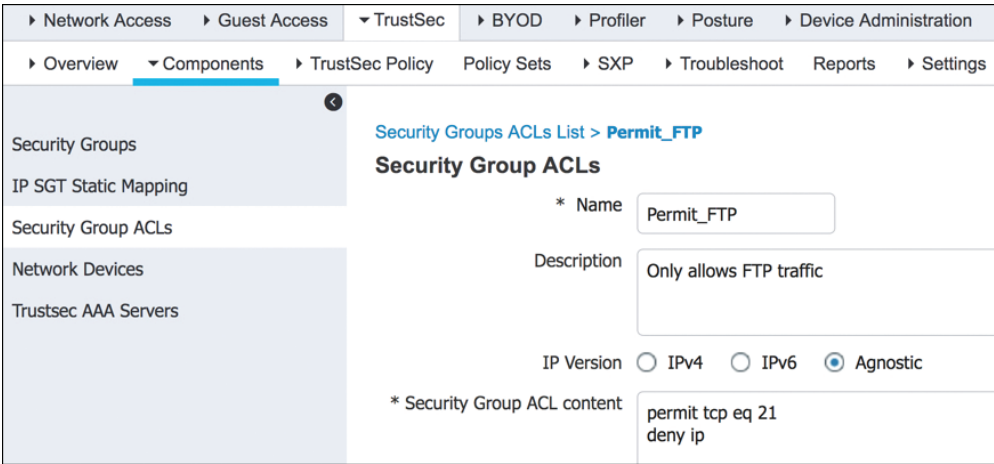 Network Access Guest Access TrustSec BYOD Profiler Posture Device Administration
Overview Components TrustSec Policy Policy Sets SXP Troubleshoot Reports Settings
Security Groups
IP SGT Static Mapping
Security Group ACLs
Network Devices
Trustsec AAA Servers
Security Groups ACLs List > Permit_FTP
Security Group ACLs
* Name Permit_FTP
Description Only allows FTP traffic
IP Version IPv4 IPv6 Agnostic
* Security Group ACL content permit tcp eq 21
deny ip